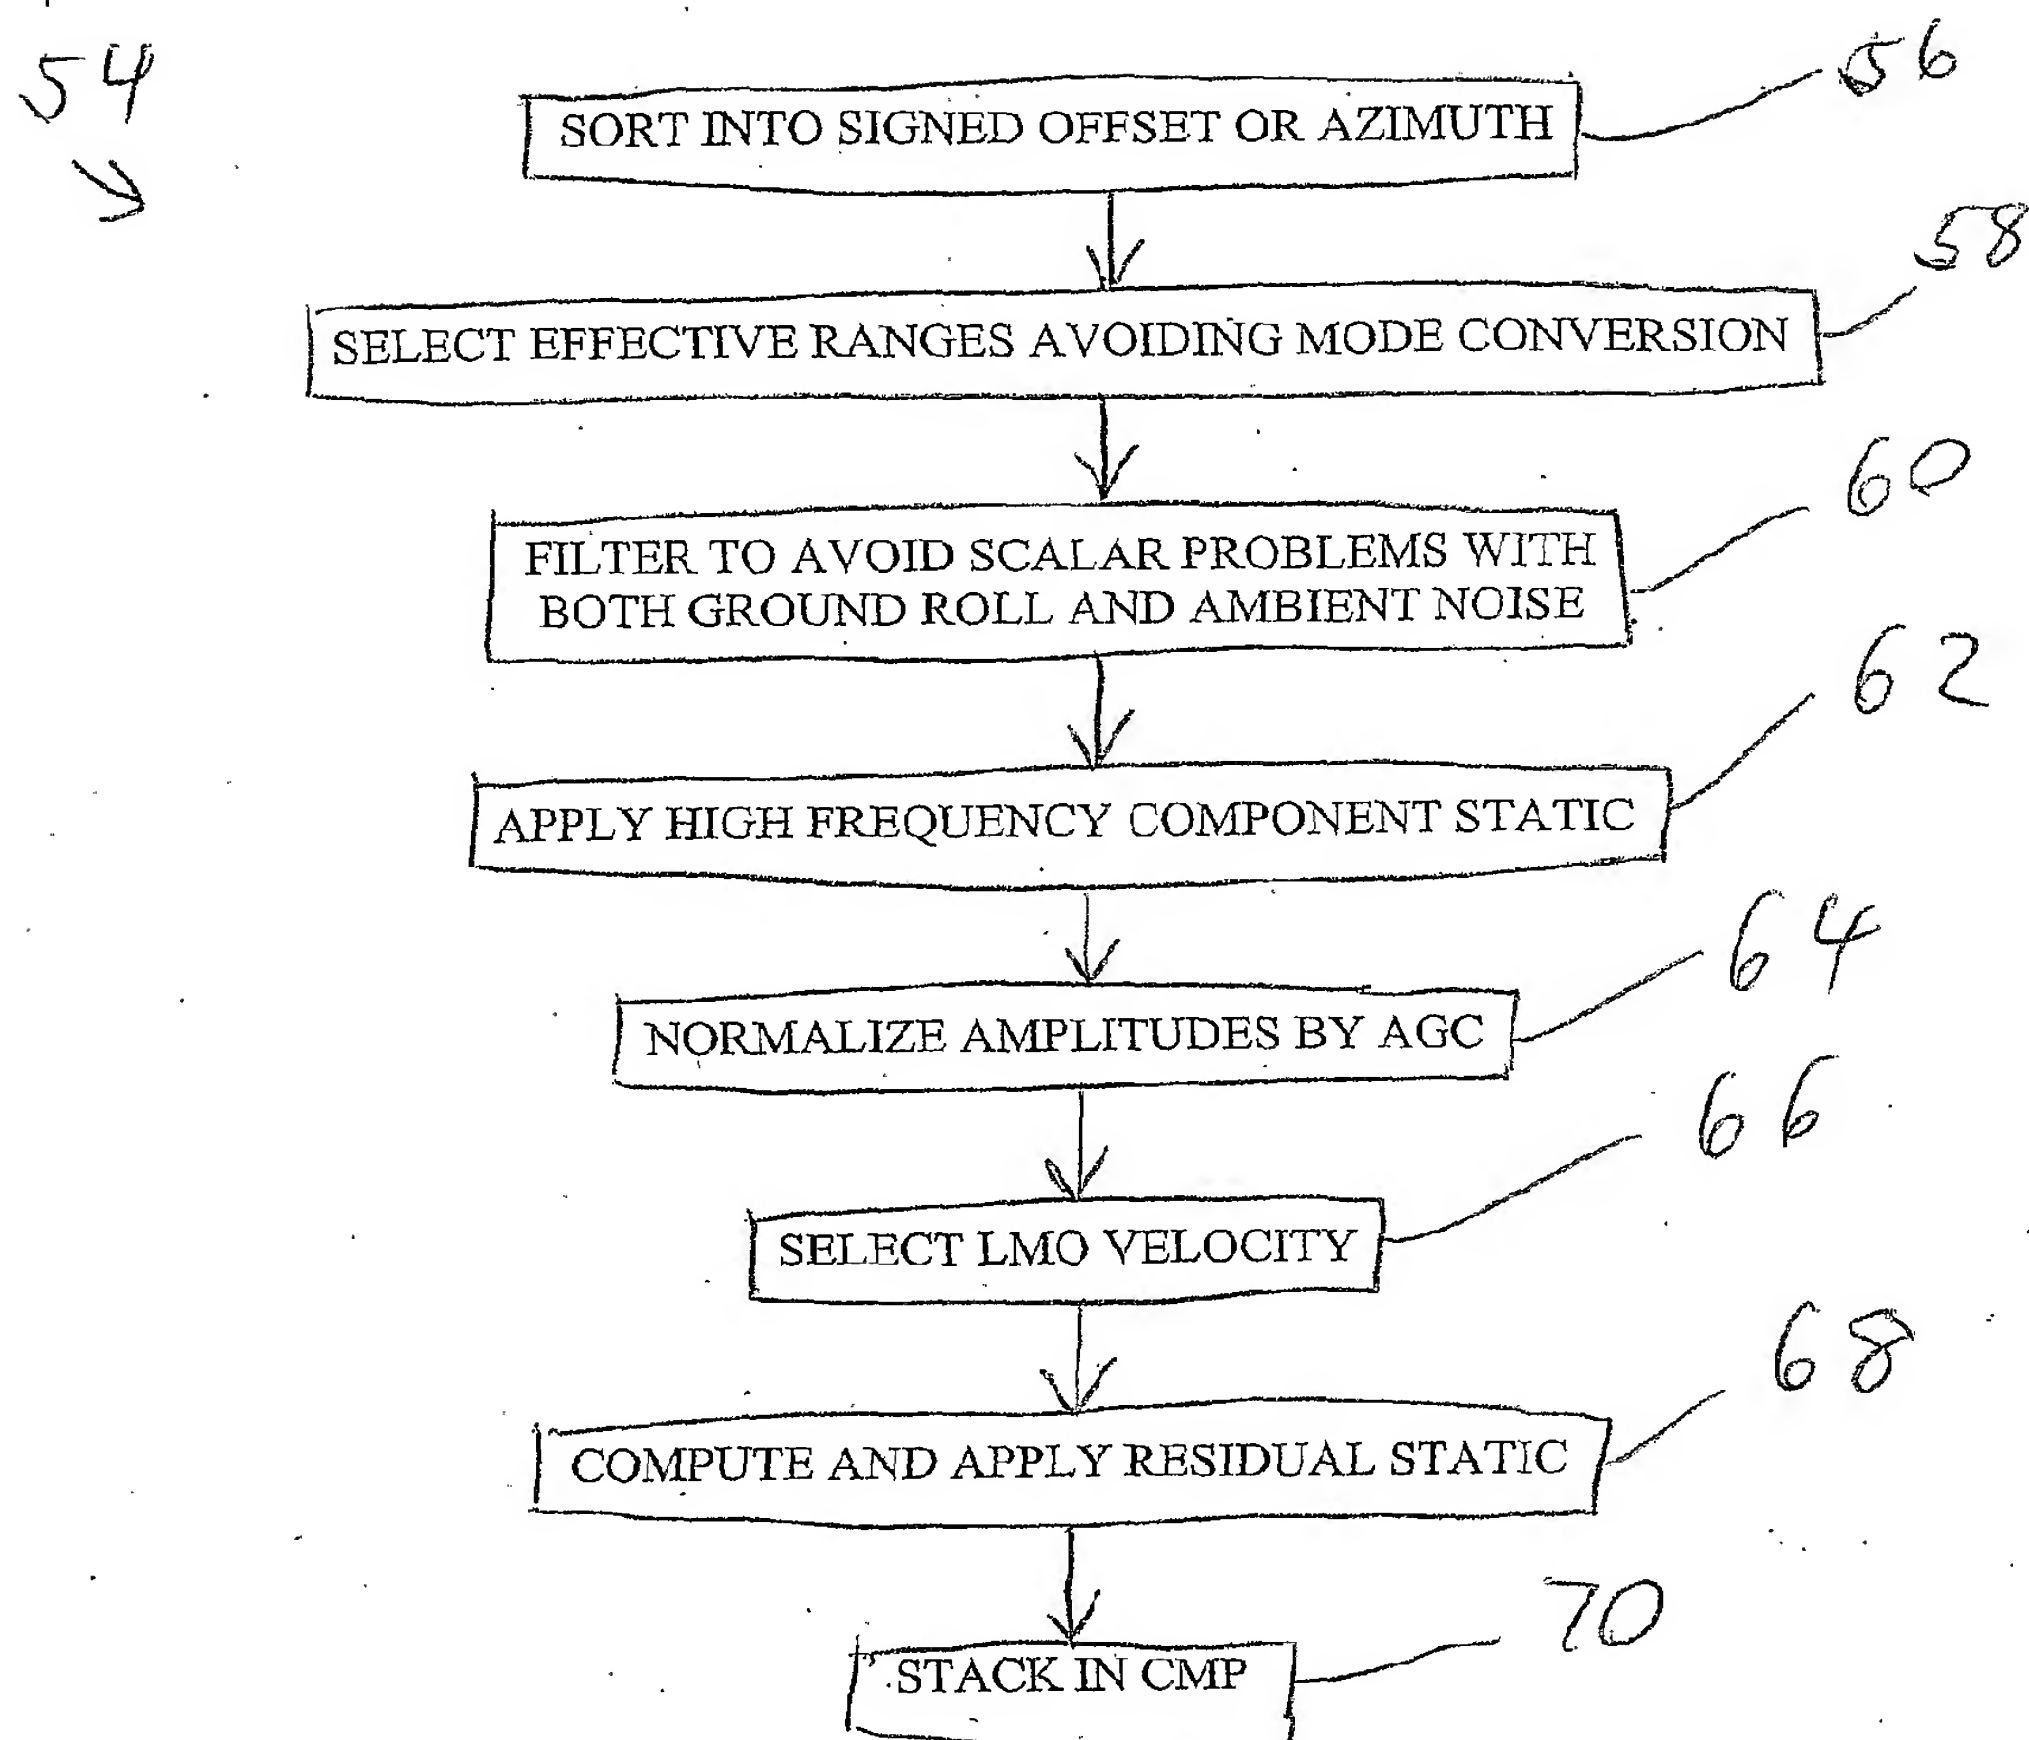 54
SORT INTO SIGNED OFFSET OR AZIMUTH
56
SELECT EFFECTIVE RANGES AVOIDING MODE CONVERSION
58
FILTER TO AVOID SCALAR PROBLEMS WITH
BOTH GROUND ROLL AND AMBIENT NOISE
60
APPLY HIGH FREQUENCY COMPONENT STATIC
62
NORMALIZE AMPLITUDES BY AGC
64
SELECT LMO VELOCITY
66
COMPUTE AND APPLY RESIDUAL STATIC
68
STACK IN CMP
70